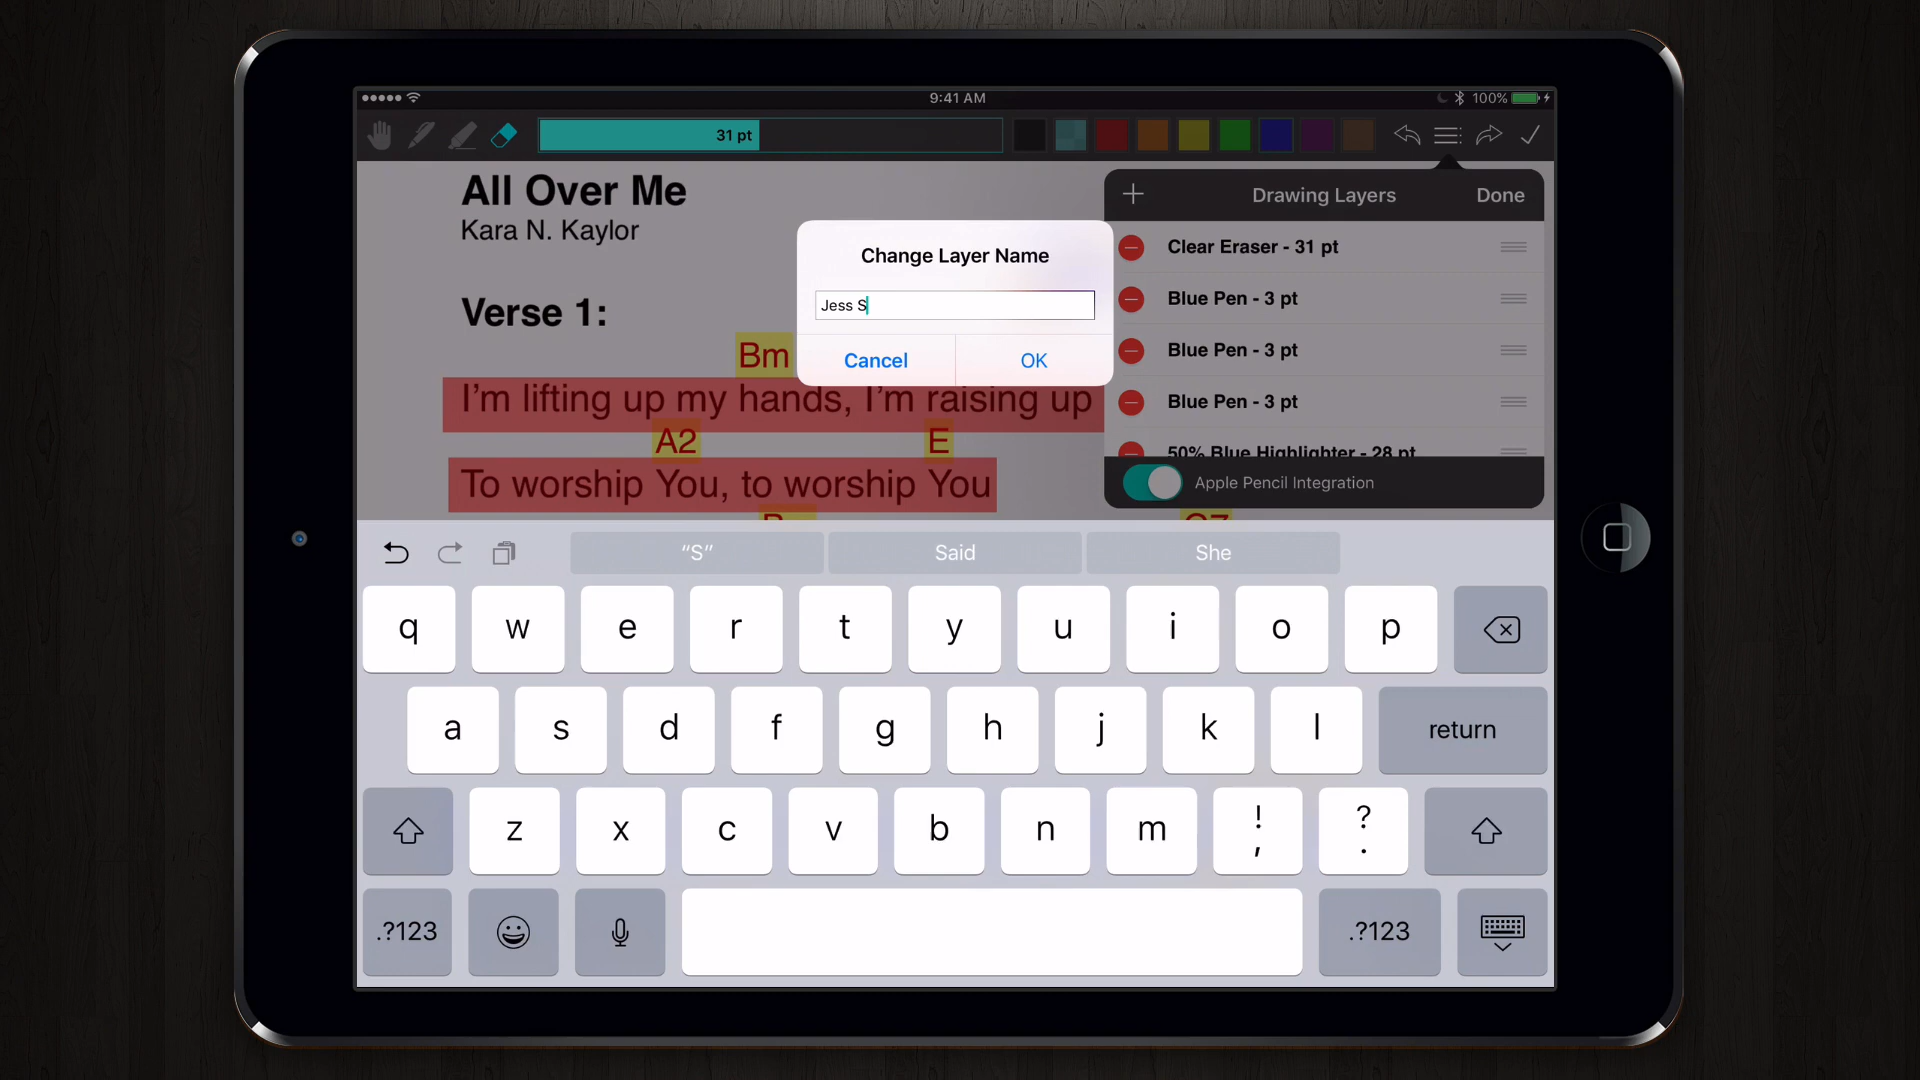 9:41 AM
100%
31 pt
All Over Me
Kara N. Kaylor
Verse 1:
Bm
I'm lifting up my hands, I'm raising up
A2 E
To worship You, to worship You
Drawing Layers
Done
Clear Eraser - 31 pt
Blue Pen - 3 pt
Blue Pen - 3 pt
Blue Pen - 3 pt
50% Blue Highlighter - 28 pt
Apple Pencil Integration
Change Layer Name
Jess S
Cancel OK
“S” Said She
q w e r t y u i o p
a s d f g h j k l return
z x c v b n m ! , ? .
.?123 .?123